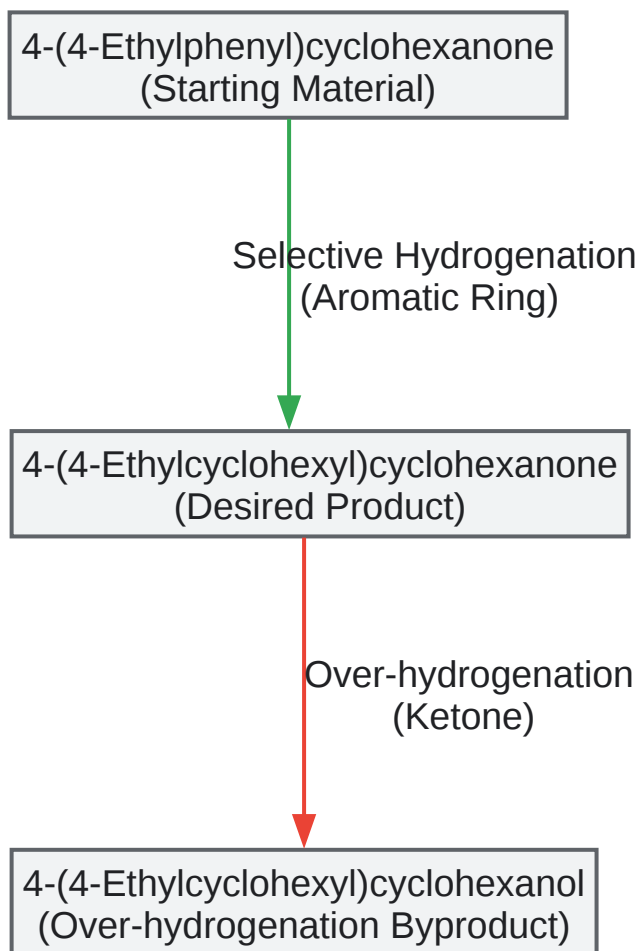 4-(4-Ethylphenyl)cyclohexanone
(Starting Material)
Selective Hydrogenation
(Aromatic Ring)
4-(4-Ethylcyclohexyl)cyclohexanone
(Desired Product)
Over-hydrogenation
(Ketone)
4-(4-Ethylcyclohexyl)cyclohexanol
(Over-hydrogenation Byproduct)